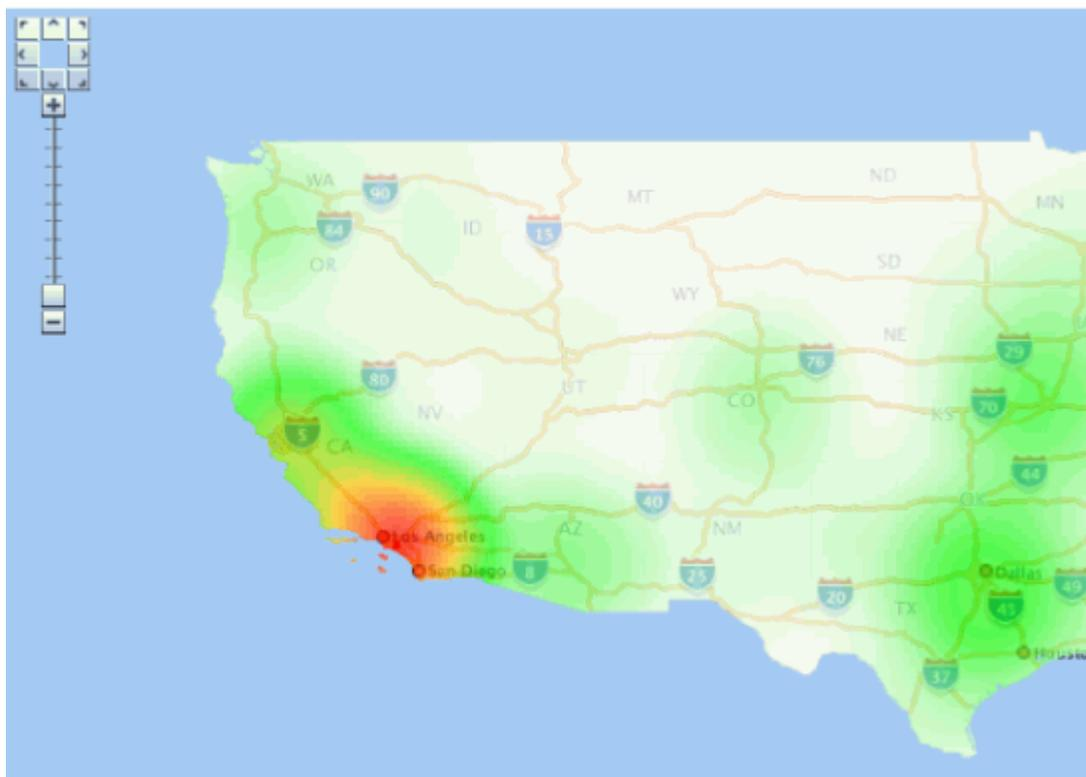 WA
90
MT
ND
MN
84
ID
15
OR
SD
WY
NE
29
76
80
UT
CO
70
NV
KS
5
CA
44
40
OK
AZ
NM
Los Angeles
San Diego
8
25
Dallas
49
20
TX
45
Houst
37